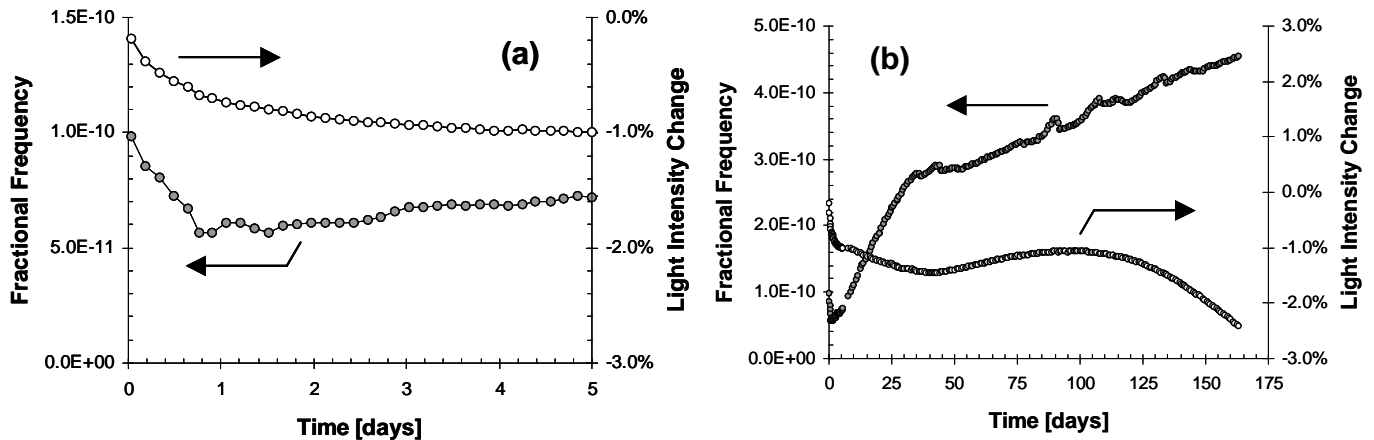 (a)
Fractional Frequency
1.5E-10
1.0E-10
5.0E-11
0.0E+00
0.0%
-1.0%
-2.0%
-3.0%
Light Intensity Change
0 1 2 3 4 5
Time [days]
(b)
Fractional Frequency
5.0E-10
4.0E-10
3.0E-10
2.0E-10
1.0E-10
0.0E+00
3.0%
2.0%
1.0%
0.0%
-1.0%
-2.0%
-3.0%
Light Intensity Change
0 25 50 75 100 125 150 175
Time [days]